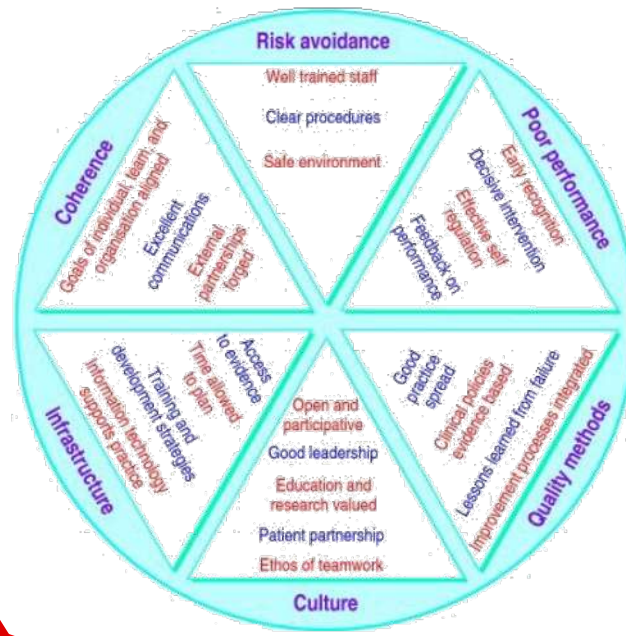 Risk avoidance
Well trained staff
Clear procedures
Safe environment
Poor performance
Early recognition
Decisive intervention
Effective self
regulation
Feedback on
performance
Coherence
Goals of individual, team, and
organisation aligned
Excellent
communications
External
partnerships
forged
Infrastructure
Access
to evidence
Time allowed
to plan
Training and
development strategies
Information technology
supports practice
Culture
Open and
participative
Good leadership
Education and
research valued
Patient partnership
Ethos of teamwork
Quality methods
Good
practice
spread
Clinical policies
evidence based
Lessons learned from failure
Improvement processes integrated